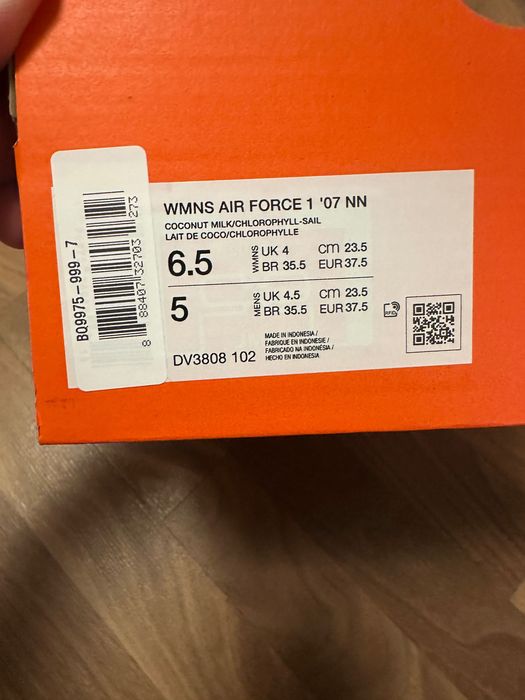 WMNS AIR FORCE 1 '07 NN
COCONUT MILK/CHLOROPHYLL-SAIL
LAIT DE COCO/CHLOROPHYLLE
6.5 WMNS UK 4 CM 23.5
BR 35.5 EUR 37.5
5 MENS UK 4.5 CM 23.5
BR 35.5 EUR 37.5
RFID
DV3808 102
MADE IN INDONESIA /
FABRIQUE EN INDONESIE /
FABRICADO NA INDONÉSIA /
HECHO EN INDONESIA
BQ9975-999-7
8 88407 32703 273